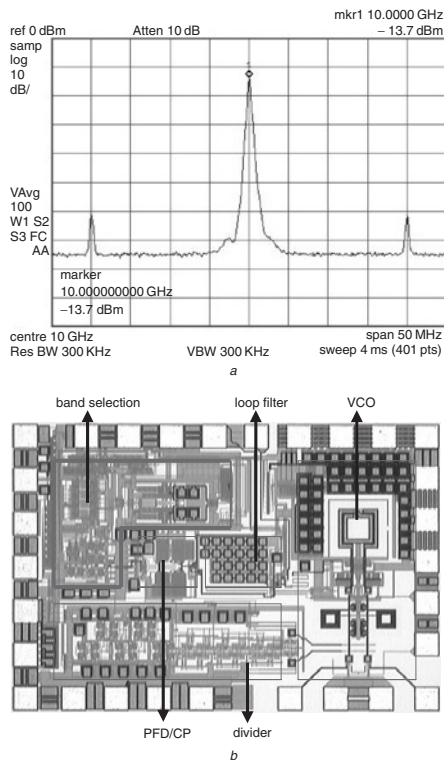 mkr1 10.0000 GHz
ref 0 dBm Atten 10 dB – 13.7 dBm
samp
log
10
dB/
1
VAvg
100
W1 S2
S3 FC
AA
marker
10.000000000 GHz
–13.7 dBm
centre 10 GHz span 50 MHz
Res BW 300 KHz VBW 300 KHz sweep 4 ms (401 pts)
a
band selection loop filter VCO
PFD/CP divider
b